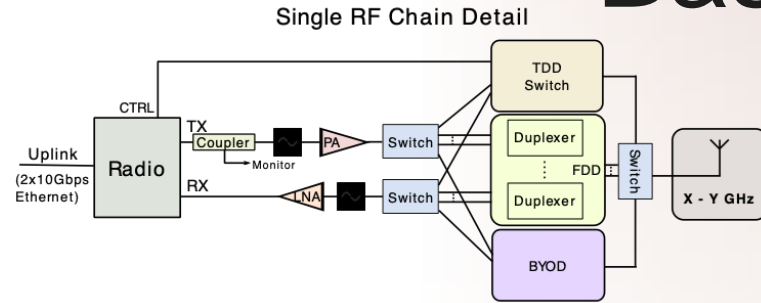 Single RF Chain Detail
TDD
Switch
CTRL
TX
Coupler
PA
Switch
Duplexer
Uplink
Radio
Monitor
FDD
Switch
(2x10Gbps
Ethernet)
RX
LNA
Switch
Duplexer
X - Y GHz
BYOD